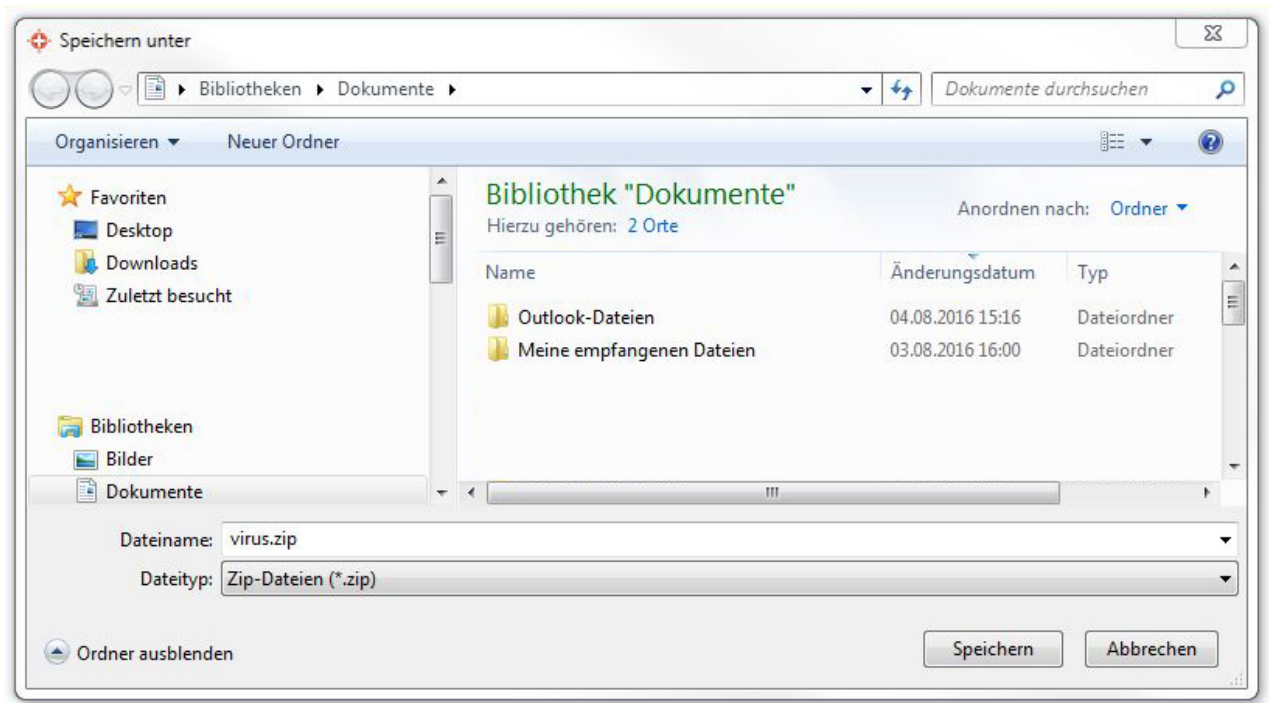 Speichern unter
Bibliotheken Dokumente Dokumente durchsuchen
Organisieren Neuer Ordner
Favoriten
Desktop
Downloads
Zuletzt besucht
Bibliotheken
Bilder
Dokumente
Bibliothek "Dokumente"
Hierzu gehören: 2 Orte
Anordnen nach: Ordner
Name Änderungsdatum Typ
Outlook-Dateien 04.08.2016 15:16 Dateiordner
Meine empfangenen Dateien 03.08.2016 16:00 Dateiordner
Dateiname: virus.zip
Dateityp: Zip-Dateien (*.zip)
Ordner ausblenden Speichern Abbrechen